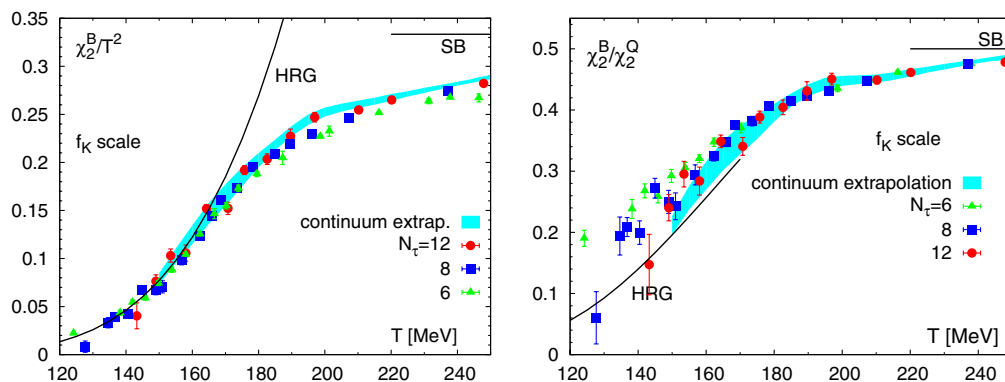 0.35
0.3
0.25
0.2
0.15
0.1
0.05
0
χ₂ᴮ/T²
SB
HRG
f_K scale
continuum extrap.
N_τ=12
8
6
T [MeV]
120 140 160 180 200 220 240
0.5
0.4
0.3
0.2
0.1
0
χ₂ᴮ/χ₂Q
SB
f_K scale
continuum extrapolation
N_τ=6
8
12
HRG
T [MeV]
120 140 160 180 200 220 240